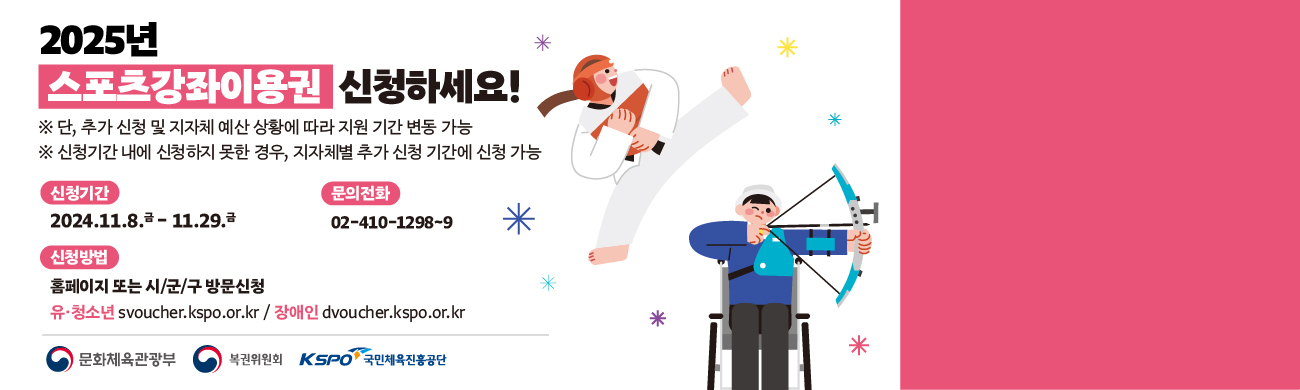 2025년
스포츠강좌이용권 신청하세요!
※ 단, 추가 신청 및 지자체 예산 상황에 따라 지원 기간 변동 가능
※ 신청기간 내에 신청하지 못한 경우, 지자체별 추가 신청 기간에 신청 가능
신청기간
2024.11.8.금 - 11.29.금
문의전화
02-410-1298~9
신청방법
홈페이지 또는 시/군/구 방문신청
유·청소년 svoucher.kspo.or.kr / 장애인 dvoucher.kspo.or.kr
문화체육관광부 복권위원회 KSPO 국민체육진흥공단